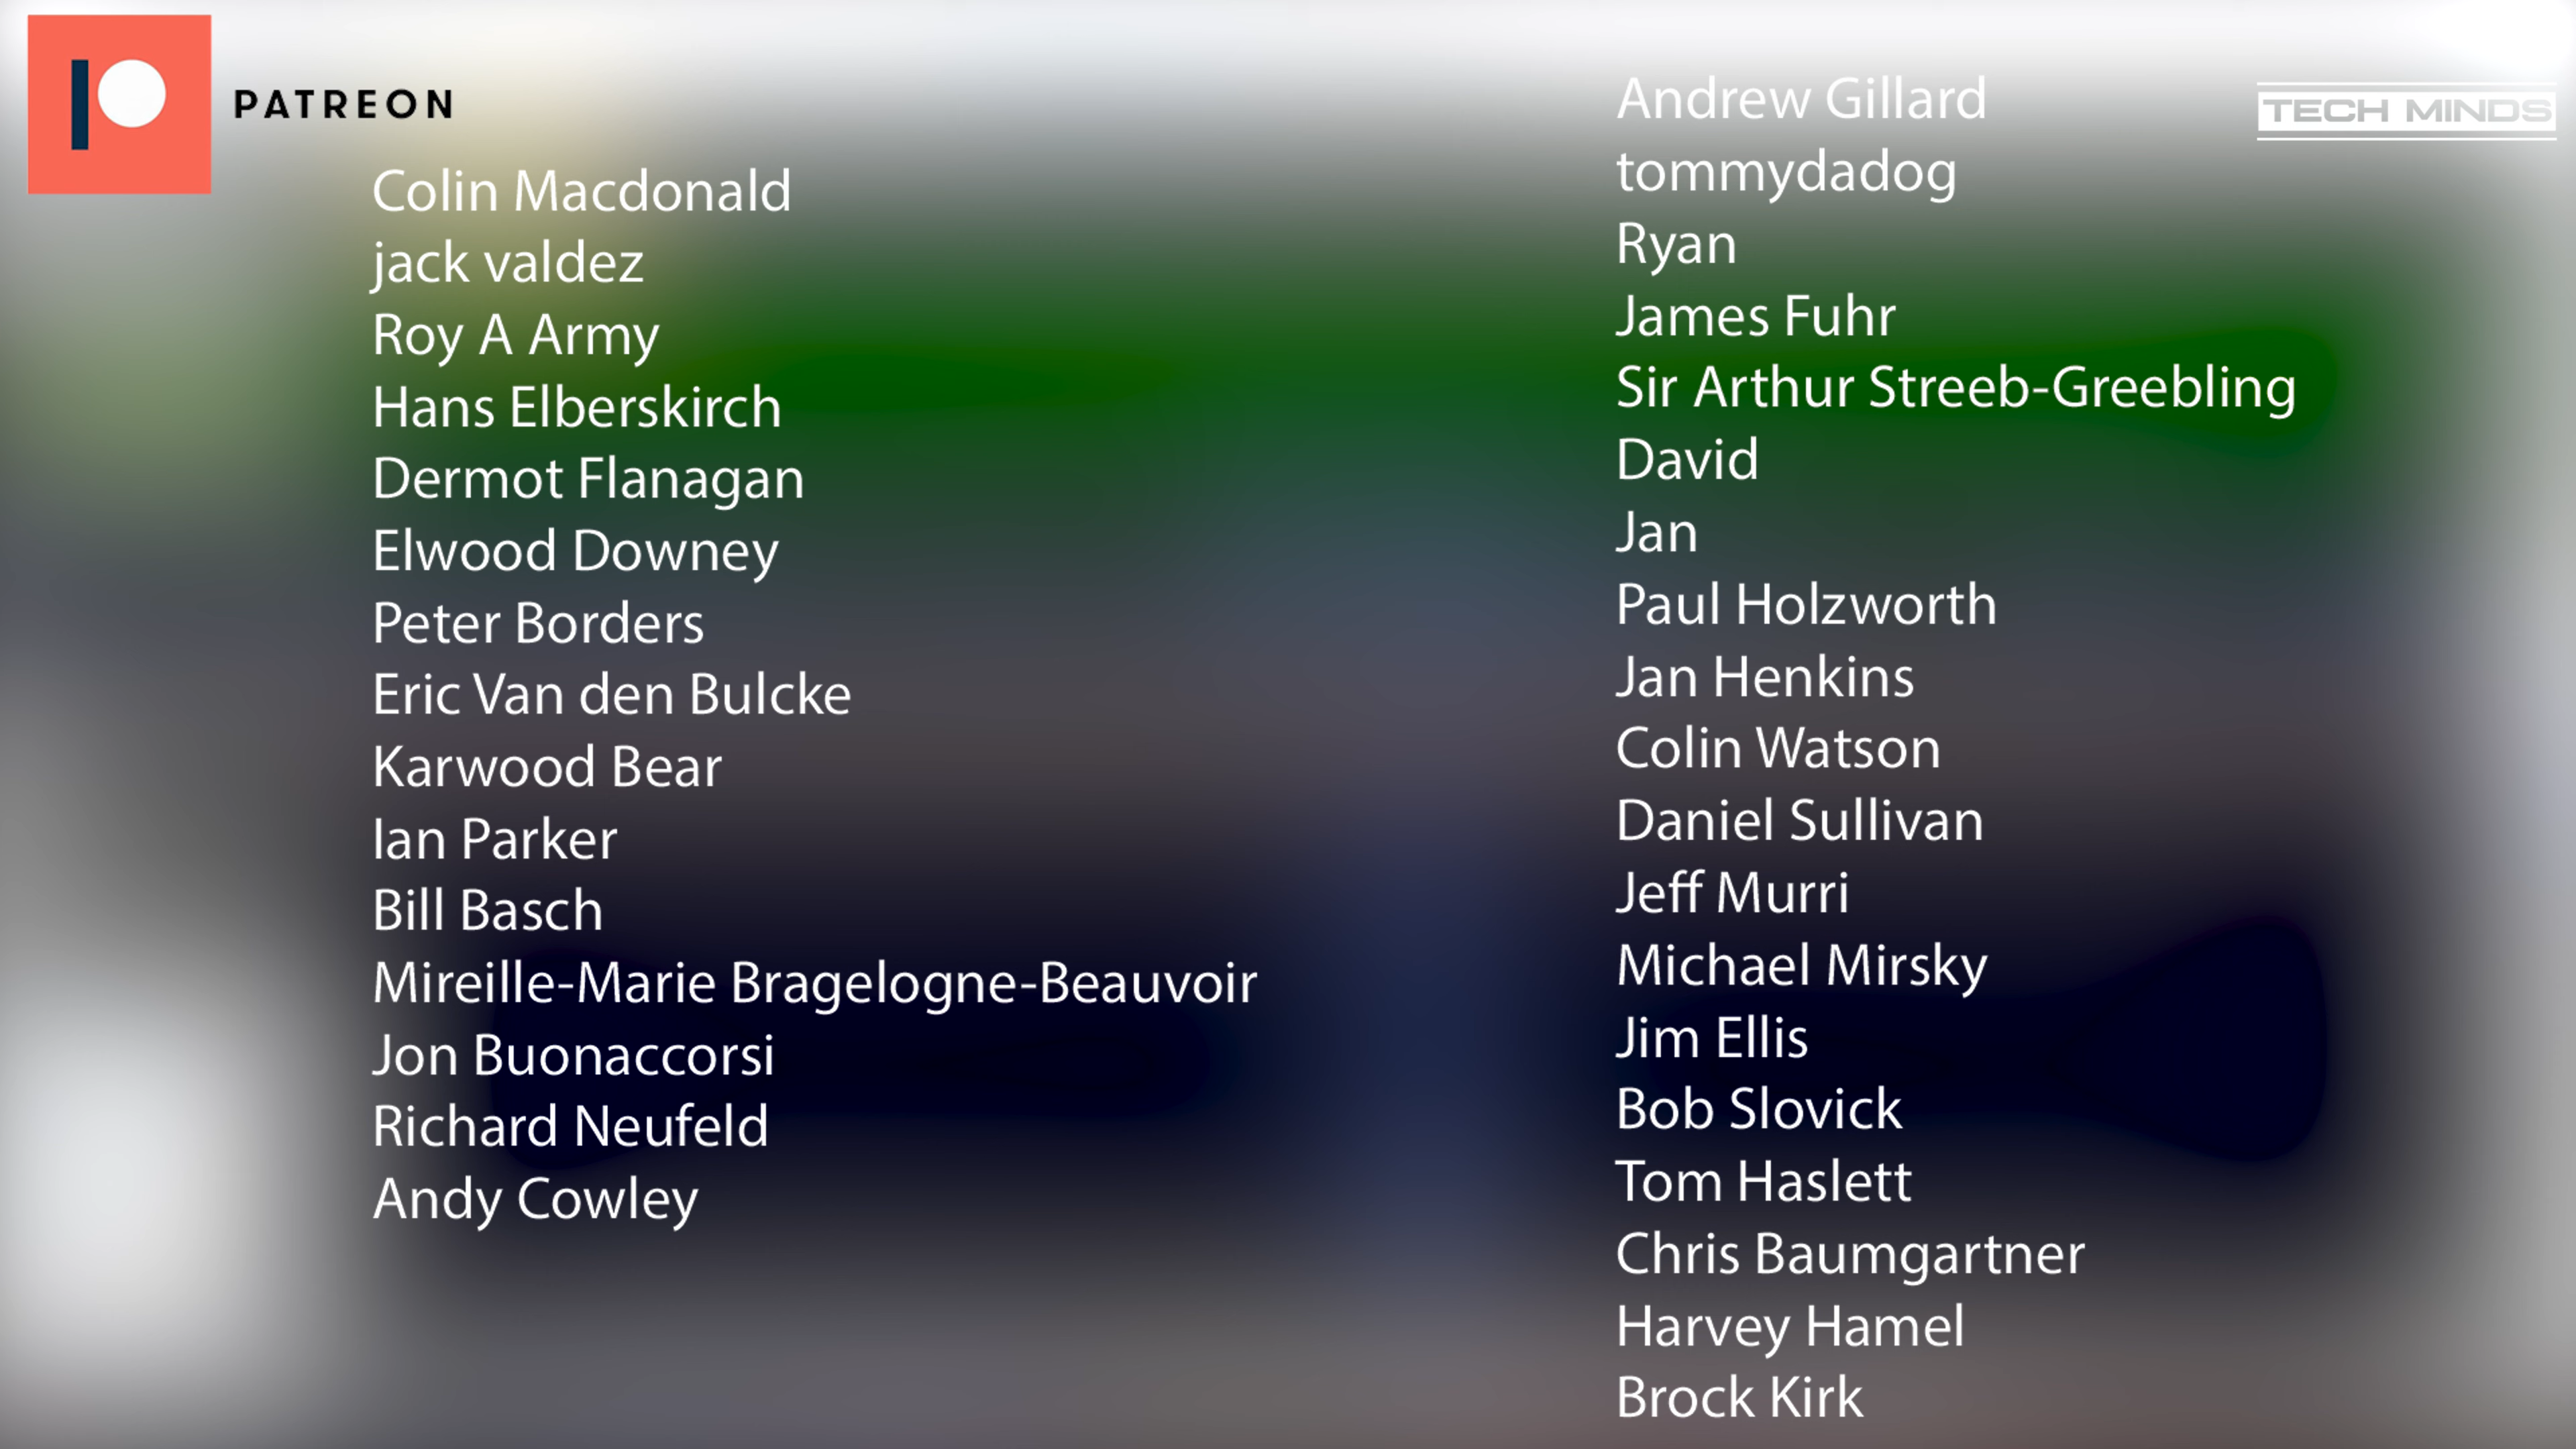 PATREON
Colin Macdonald
jack valdez
Roy A Army
Hans Elberskirch
Dermot Flanagan
Elwood Downey
Peter Borders
Eric Van den Bulcke
Karwood Bear
Ian Parker
Bill Basch
Mireille-Marie Bragelogne-Beauvoir
Jon Buonaccorsi
Richard Neufeld
Andy Cowley
Andrew Gillard
tommydadog
Ryan
James Fuhr
Sir Arthur Streeb-Greebling
David
Jan
Paul Holzworth
Jan Henkins
Colin Watson
Daniel Sullivan
Jeff Murri
Michael Mirsky
Jim Ellis
Bob Slovick
Tom Haslett
Chris Baumgartner
Harvey Hamel
Brock Kirk
TECH MINDS